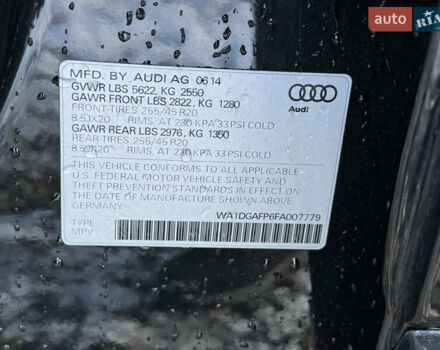 AUTO
RIA
MFD. BY AUDI AG 06 14
GVWR LBS 5622, KG 2550
GAWR FRONT LBS 2822, KG 1280
FRONT-TIRES 255/45 R20
8.5JX20 RIMS, AT 230 KPA 33 PSI COLD
GAWR REAR LBS 2976, KG 1350
REAR-TIRES 255/45 R20
8.5JX20 RIMS, AT 230 KPA 33 PSI COLD
Audi
THIS VEHICLE CONFORMS TO ALL APPLICABLE
U.S. FEDERAL MOTOR VEHICLE SAFETY AND
THEFT PREVENTION STANDARDS IN EFFECT ON
THE DATE OF MANUFACTURE SHOWN ABOVE
GERMANY
WA1DGAFP6FA007779
TYPE
MPV